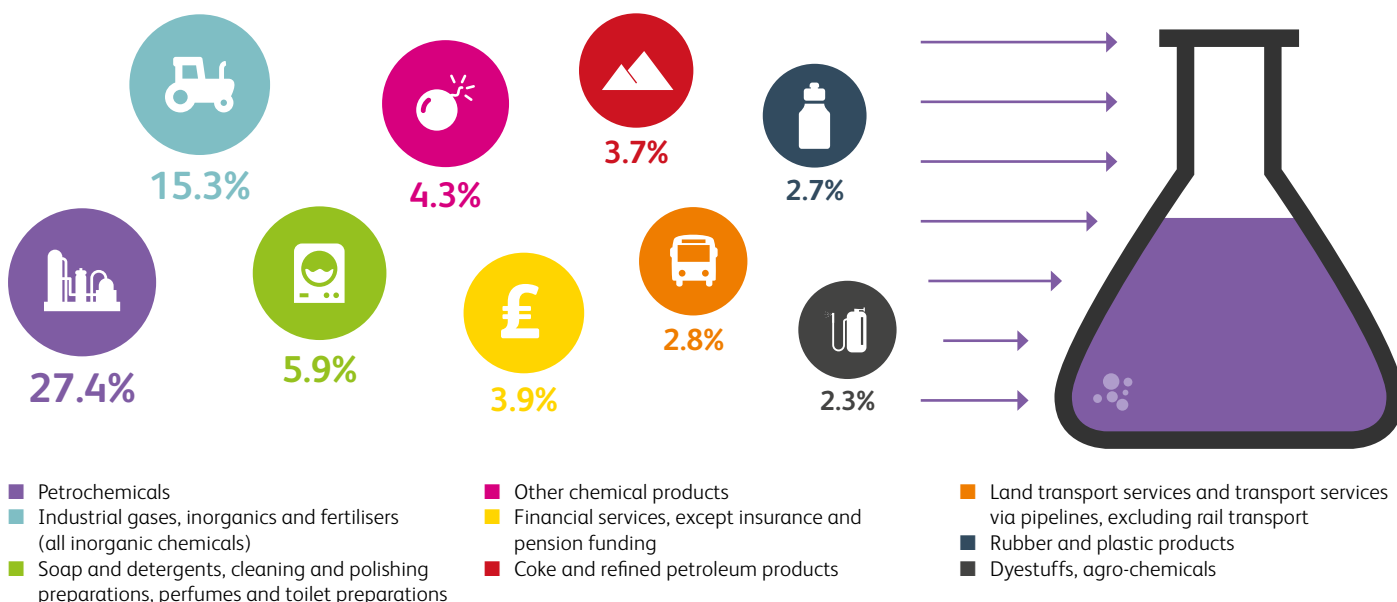 15.3%
4.3%
3.7%
2.7%
27.4%
5.9%
£
3.9%
2.8%
2.3%
Petrochemicals
Industrial gases, inorganics and fertilisers
(all inorganic chemicals)
Soap and detergents, cleaning and polishing
preparations, perfumes and toilet preparations
Other chemical products
Financial services, except insurance and
pension funding
Coke and refined petroleum products
Land transport services and transport services
via pipelines, excluding rail transport
Rubber and plastic products
Dyestuffs, agro-chemicals